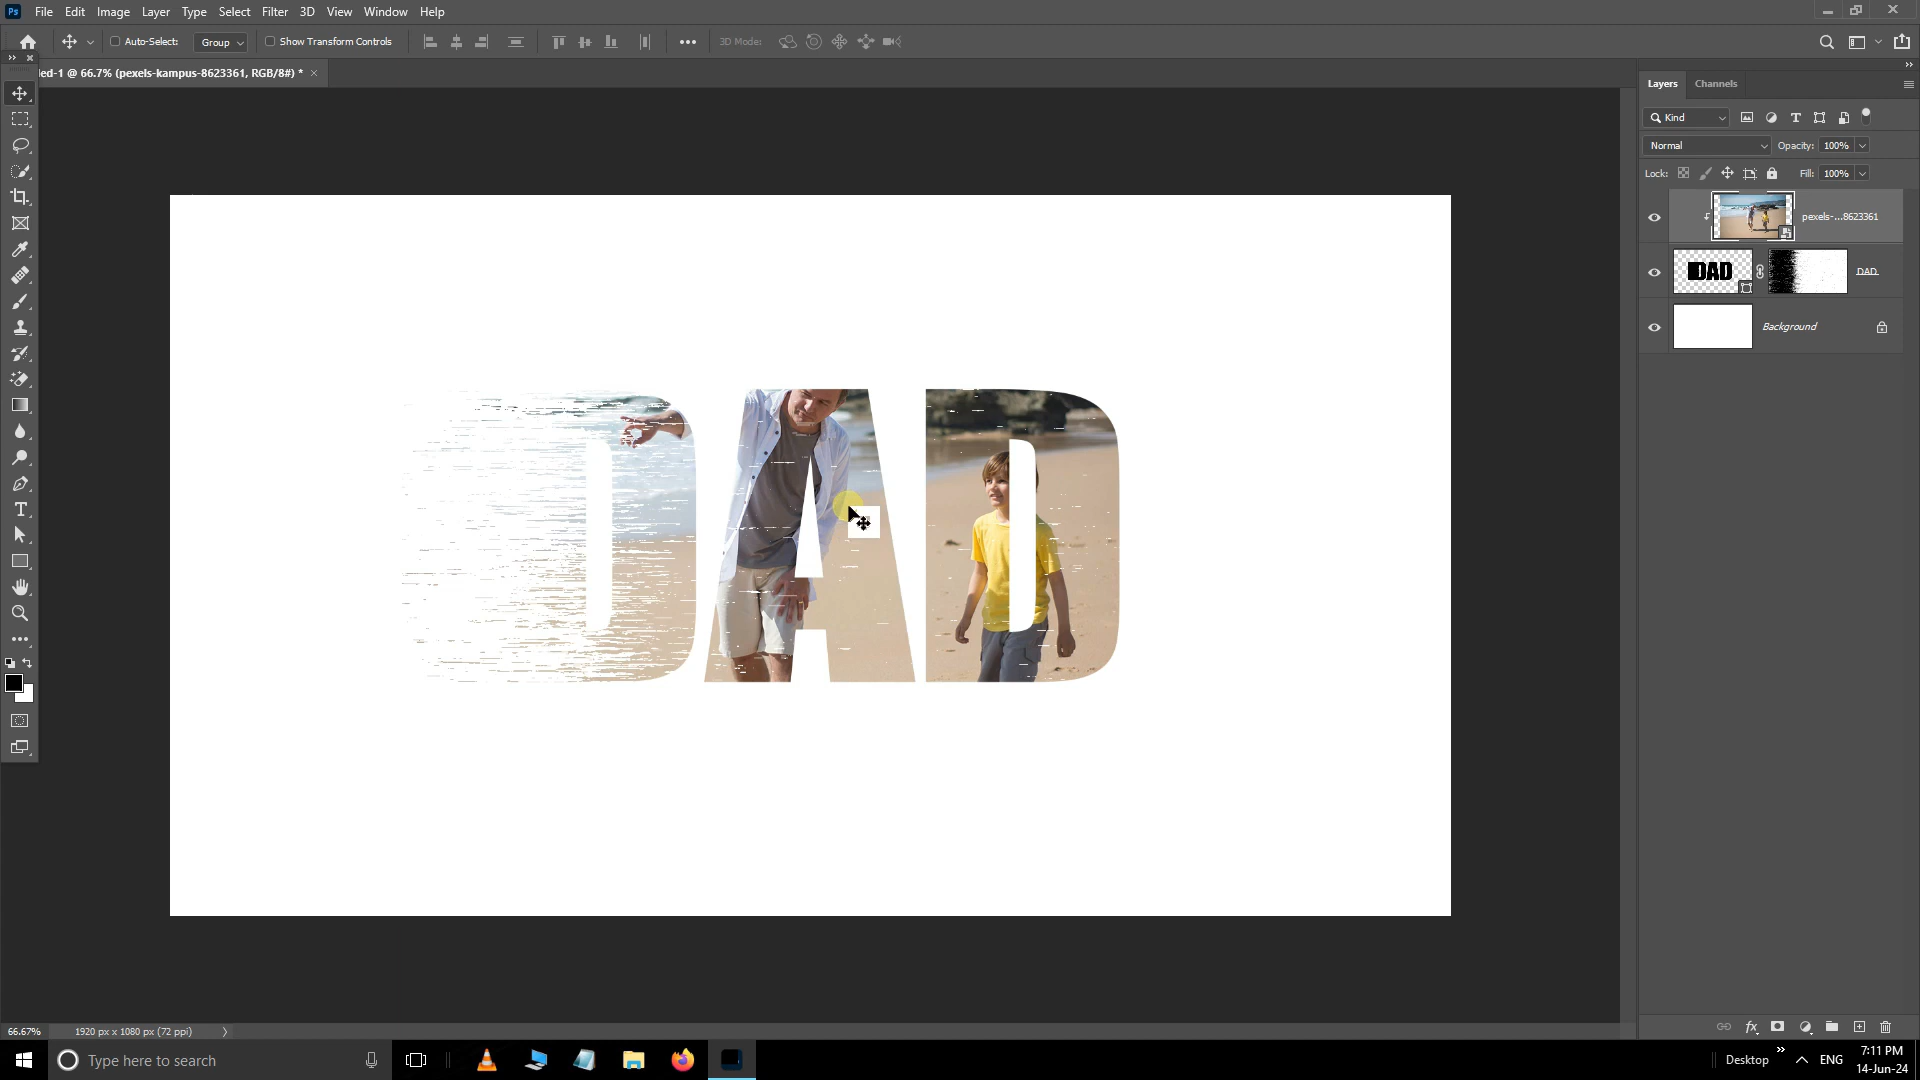 Ps File Edit Image Layer Type Select Filter 3D View Window Help
Auto-Select: Group Show Transform Controls 3D Mode:
led-1 @ 66.7% (pexels-kampus-8623361, RGB/8#) * ×
Layers Channels
Kind
Normal Opacity: 100%
Lock: Fill: 100%
pexels-...8623361
DAD DAD
Background
DAD
66.67% 1920 px x 1080 px (72 ppi)
Type here to search
Desktop ENG 7:11 PM
14-Jun-24